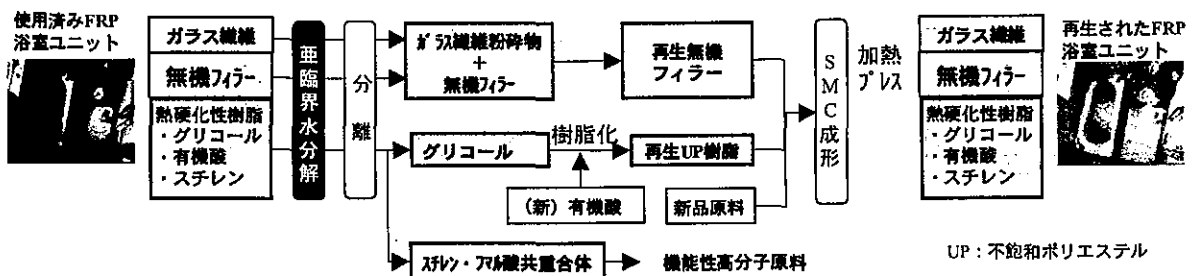 使用済みFRP
浴室ユニット
ガラス繊維
無機フィラー
熱硬化性樹脂
・グリコール
・有機酸
・スチレン
亜臨界水分解
分離
ガラス繊維粉砕物
+
無機フィラー
再生無機
フィラー
グリコール
樹脂化
再生UP樹脂
(新)有機酸
新品原料
スチレン・フマル酸共重合体
機能性高分子原料
SMC成形
加熱
プレス
ガラス繊維
無機フィラー
熱硬化性樹脂
・グリコール
・有機酸
・スチレン
再生されたFRP
浴室ユニット
UP：不飽和ポリエステル